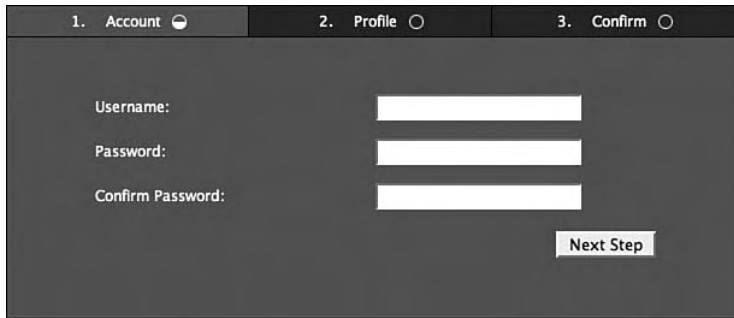 1. Account
2. Profile
3. Confirm
Username:
Password:
Confirm Password:
Next Step